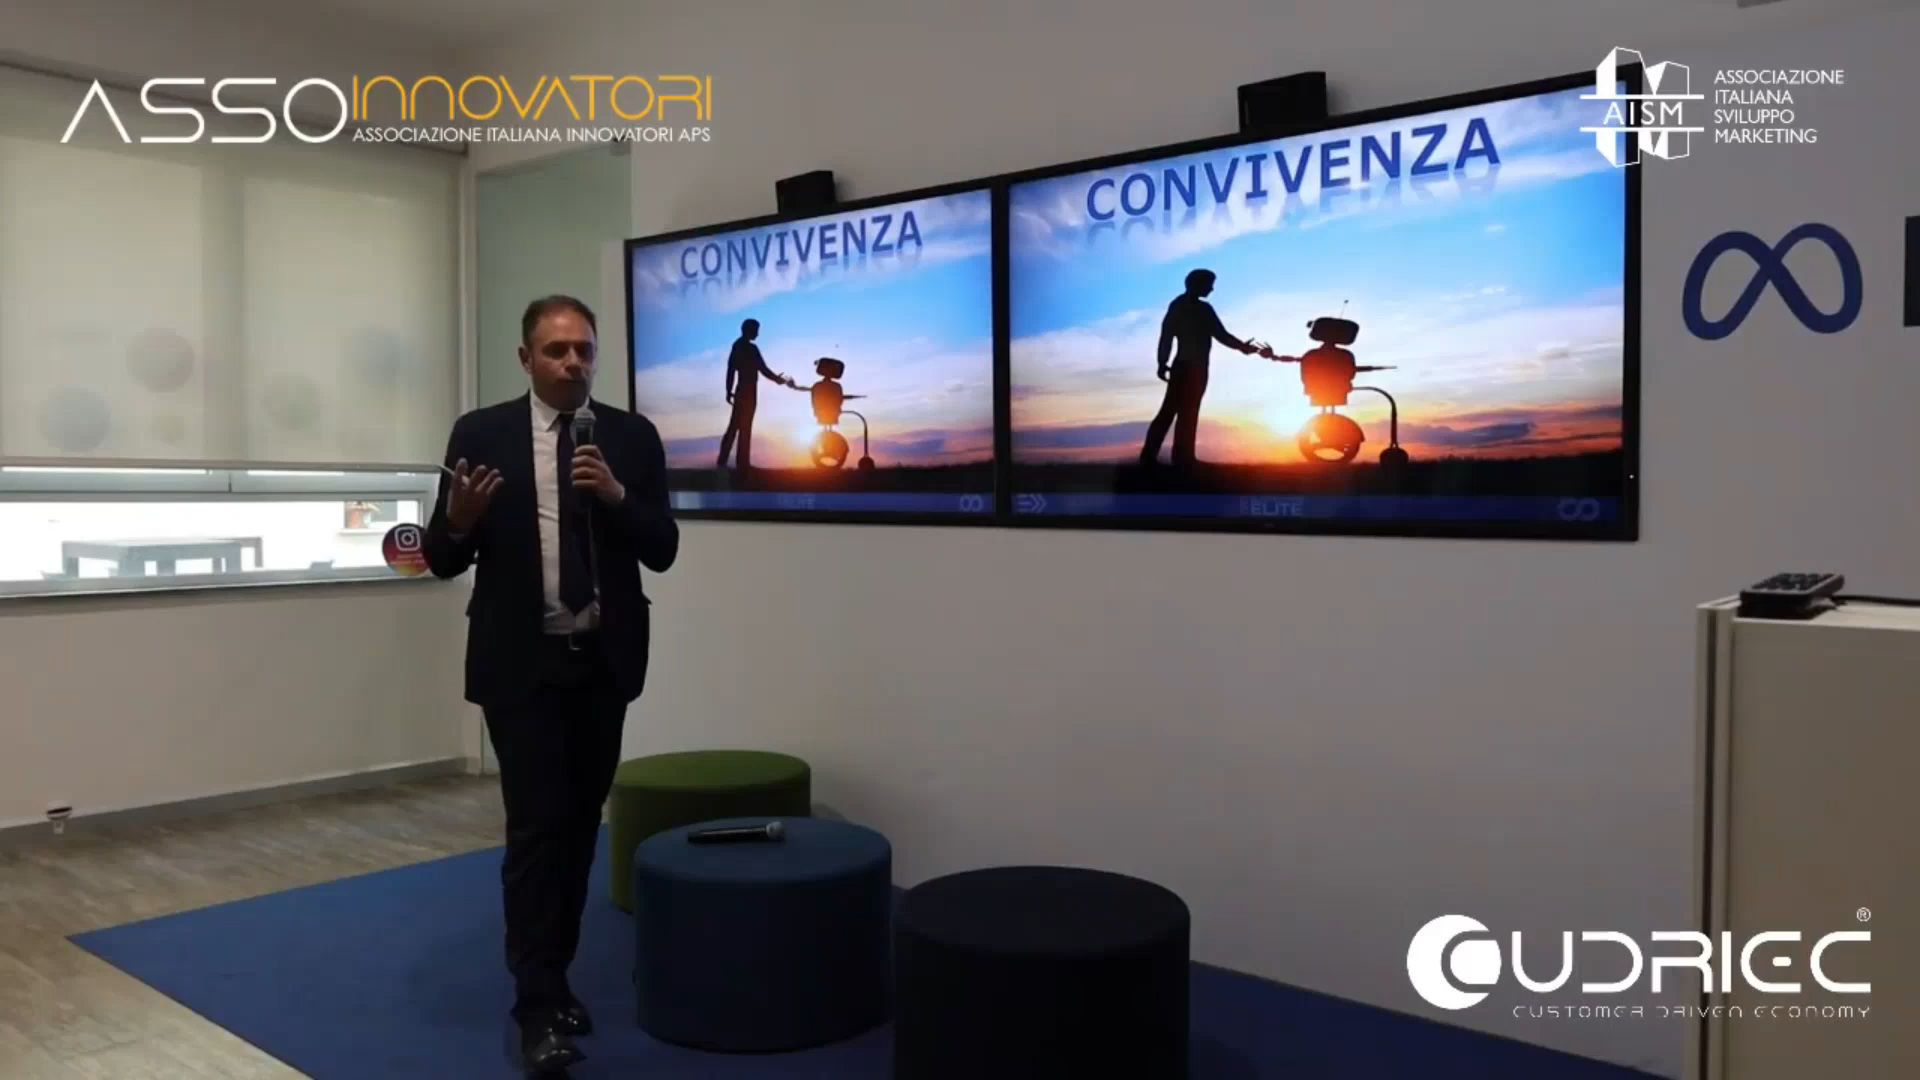 ASSOINNOVATORI
ASSOCIAZIONE ITALIANA INNOVATORI APS
AISM
ASSOCIAZIONE
ITALIANA
SVILUPPO
MARKETING
CONVIVENZA
CONVIVENZA
ELITE
ELITE
CUDRIEC®
CUSTOMER DRIVEN ECONOMY